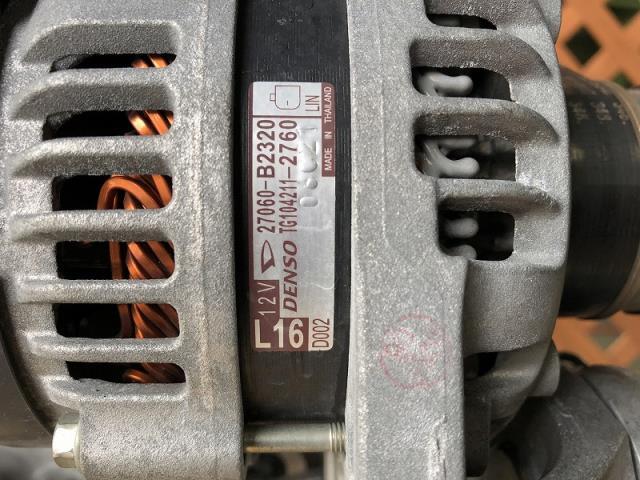 12V 27060-B2320
DENSO TG104211-2760
LIN
MADE IN THAILAND
L16
D002